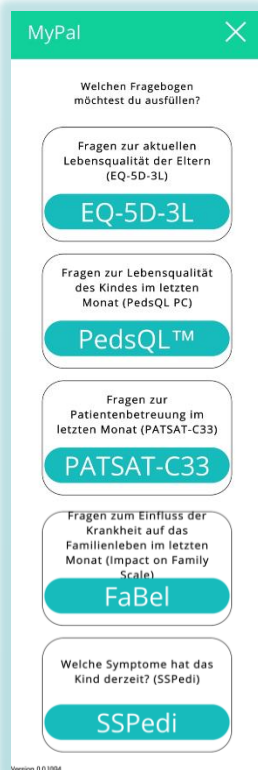 MyPal
Welchen Fragebogen
möchtest du ausfüllen?
Fragen zur aktuellen
Lebensqualität der Eltern
(EQ-5D-3L)
EQ-5D-3L
Fragen zur Lebensqualität
des Kindes im letzten
Monat (PedsQL PC)
PedsQL™
Fragen zur
Patientenbetreuung im
letzten Monat (PATSAT-C33)
PATSAT-C33
Fragen zum Einfluss der
Krankheit auf das
Familienleben im letzten
Monat (Impact on Family
Scale)
FaBel
Welche Symptome hat das
Kind derzeit? (SSPedi)
SSPedi